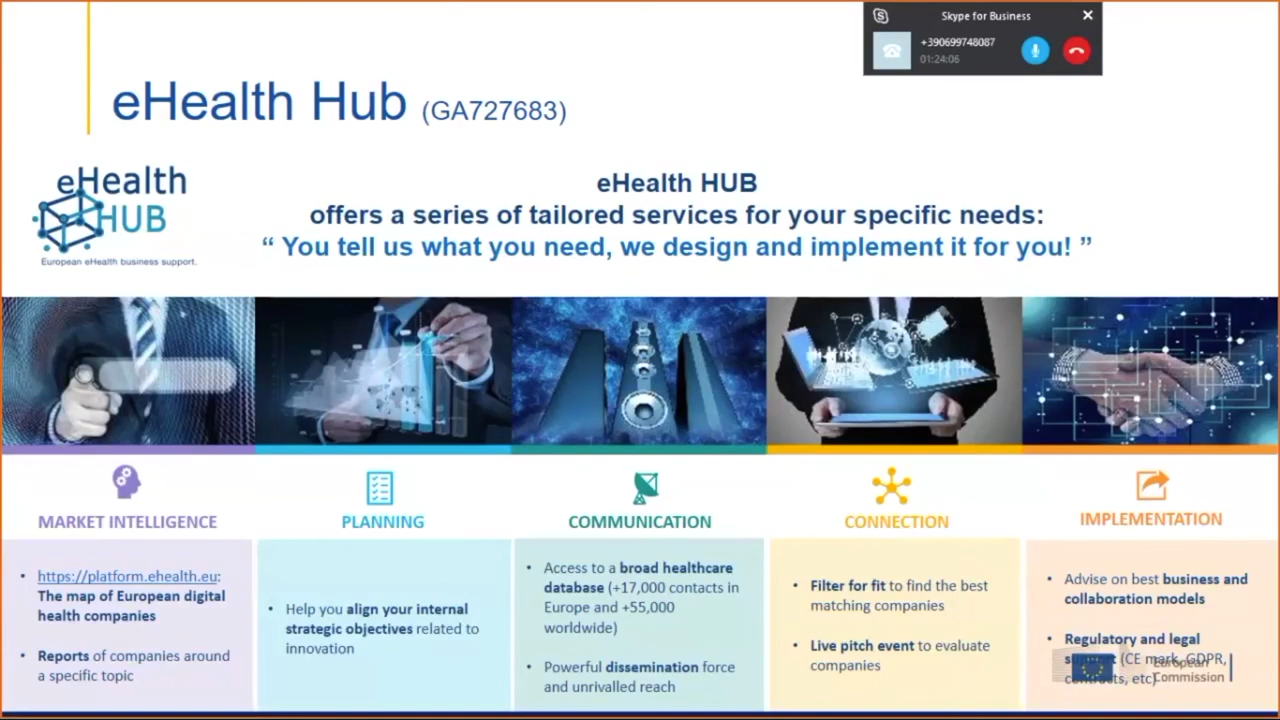 Skype for Business
+390699748087
01:24:06
eHealth Hub (GA727683)
eHealth
HUB
European eHealth business support.
eHealth HUB
offers a series of tailored services for your specific needs:
“ You tell us what you need, we design and implement it for you! ”
MARKET INTELLIGENCE
• https://platform.ehealth.eu:
The map of European digital
health companies
• Reports of companies around
a specific topic
PLANNING
• Help you align your internal
strategic objectives related to
innovation
COMMUNICATION
• Access to a broad healthcare
database (+17,000 contacts in
Europe and +55,000
worldwide)
• Powerful dissemination force
and unrivalled reach
CONNECTION
• Filter for fit to find the best
matching companies
• Live pitch event to evaluate
companies
IMPLEMENTATION
• Advise on best business and
collaboration models
• Regulatory and legal
support (CE mark, GDPR,
contracts, etc)
European
Commission